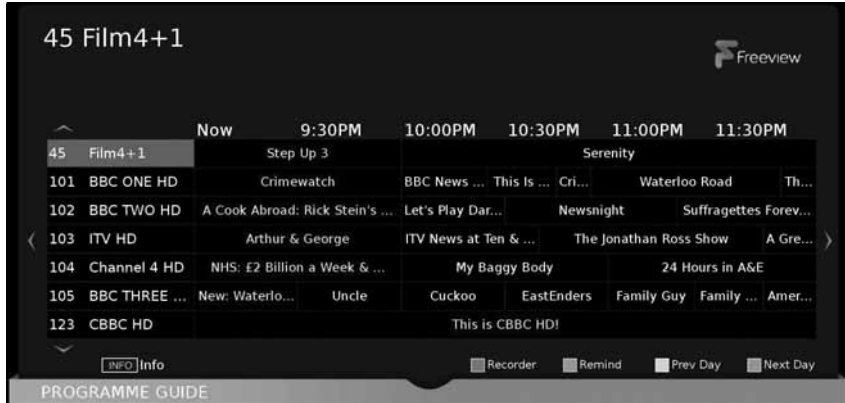 45 Film4+1
Freeview
Now 9:30PM 10:00PM 10:30PM 11:00PM 11:30PM
45 Film4+1 Step Up 3 Serenity
101 BBC ONE HD Crimewatch BBC News ... This Is ... Cri... Waterloo Road Th...
102 BBC TWO HD A Cook Abroad: Rick Stein's ... Let's Play Dar... Newsnight Suffragettes Forev...
103 ITV HD Arthur & George ITV News at Ten & ... The Jonathan Ross Show A Gre...
104 Channel 4 HD NHS: £2 Billion a Week & ... My Baggy Body 24 Hours in A&E
105 BBC THREE ... New: Waterlo... Uncle Cuckoo EastEnders Family Guy Family ... Amer...
123 CBBC HD This is CBBC HD!
INFO Info Recorder Remind Prev Day Next Day
PROGRAMME GUIDE